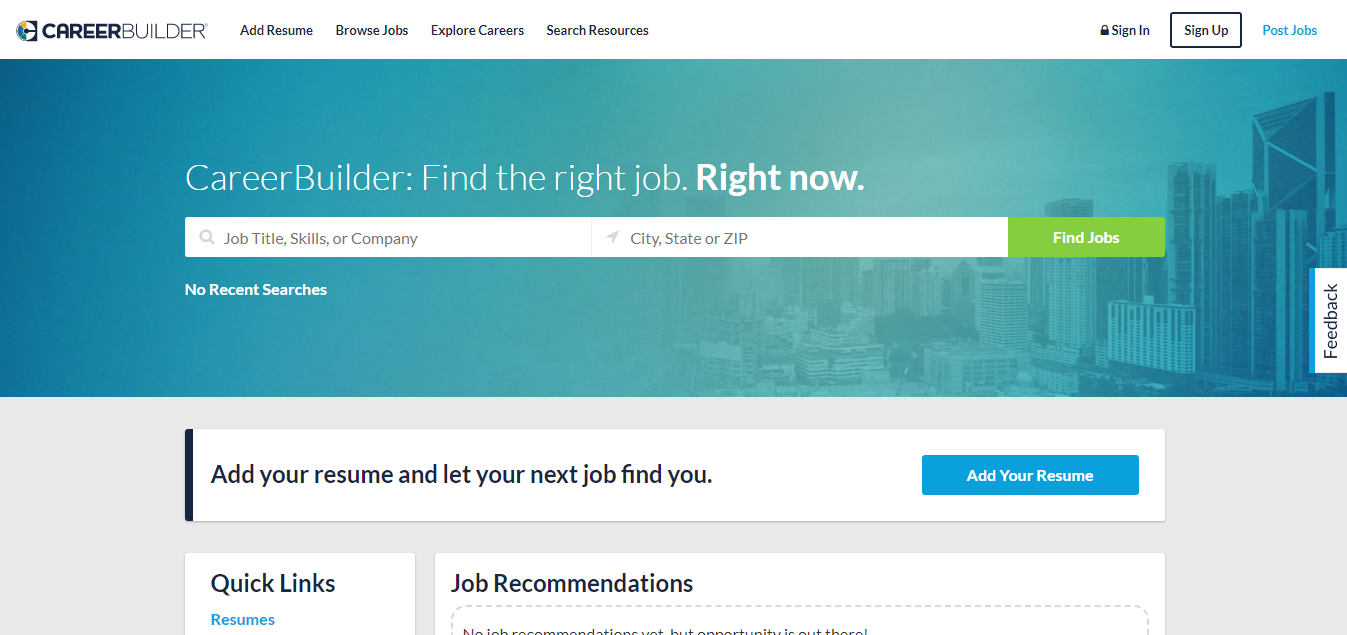 CAREERBUILDER®
Add Resume
Browse Jobs
Explore Careers
Search Resources
Sign In
Sign Up
Post Jobs
CareerBuilder: Find the right job. Right now.
Job Title, Skills, or Company
City, State or ZIP
Find Jobs
No Recent Searches
Feedback
Add your resume and let your next job find you.
Add Your Resume
Quick Links
Resumes
Job Recommendations
No job recommendations yet, but opportunity is out there!